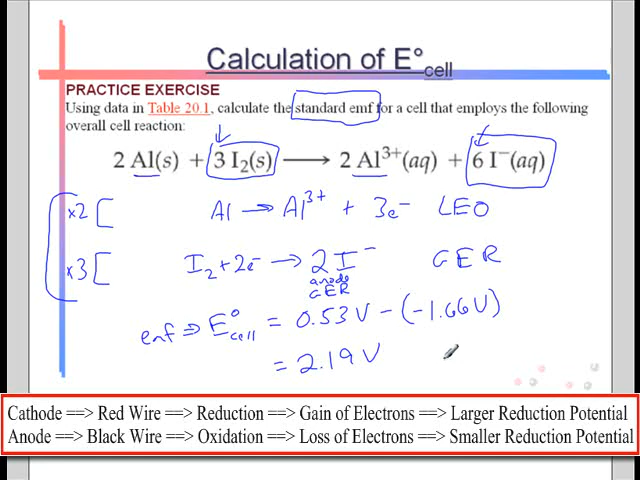 Calculation of E°cell
PRACTICE EXERCISE
Using data in Table 20.1, calculate the standard emf for a cell that employs the following
overall cell reaction:
2 Al(s) + 3 I₂(s) ⟶ 2 Al³⁺(aq) + 6 I⁻(aq)
x2 [ Al → Al³⁺ + 3e⁻ LEO
x3 [ I₂ + 2e⁻ → 2I⁻ GER
anode
GER
emf ⇒ E°cell = 0.53 V - (-1.66 V)
= 2.19 V
Cathode ==> Red Wire ==> Reduction ==> Gain of Electrons ==> Larger Reduction Potential
Anode ==> Black Wire ==> Oxidation ==> Loss of Electrons ==> Smaller Reduction Potential